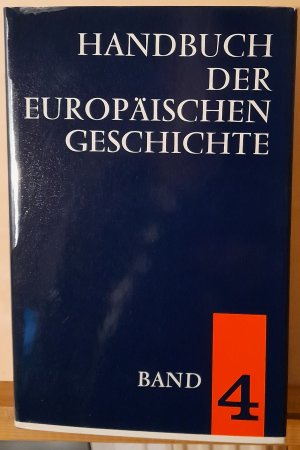 HANDBUCH
DER
EUROPÄISCHEN
GESCHICHTE
BAND 4